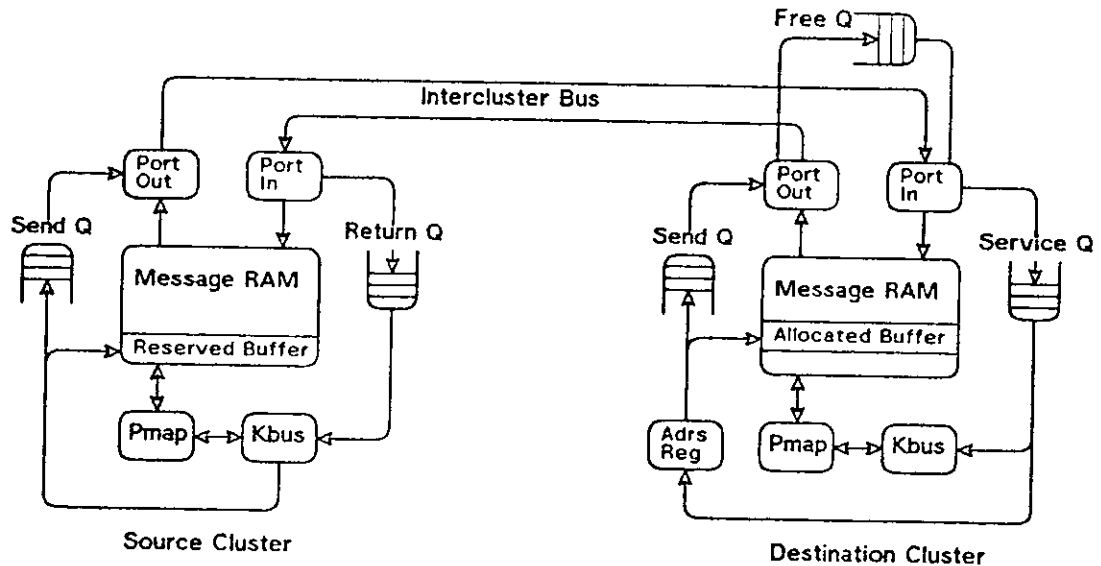 Free Q
Intercluster Bus
Port
Out
Port
In
Send Q
Return Q
Message RAM
Reserved Buffer
Pmap
Kbus
Source Cluster
Port
Out
Port
In
Send Q
Service Q
Message RAM
Allocated Buffer
Adrs
Reg
Pmap
Kbus
Destination Cluster